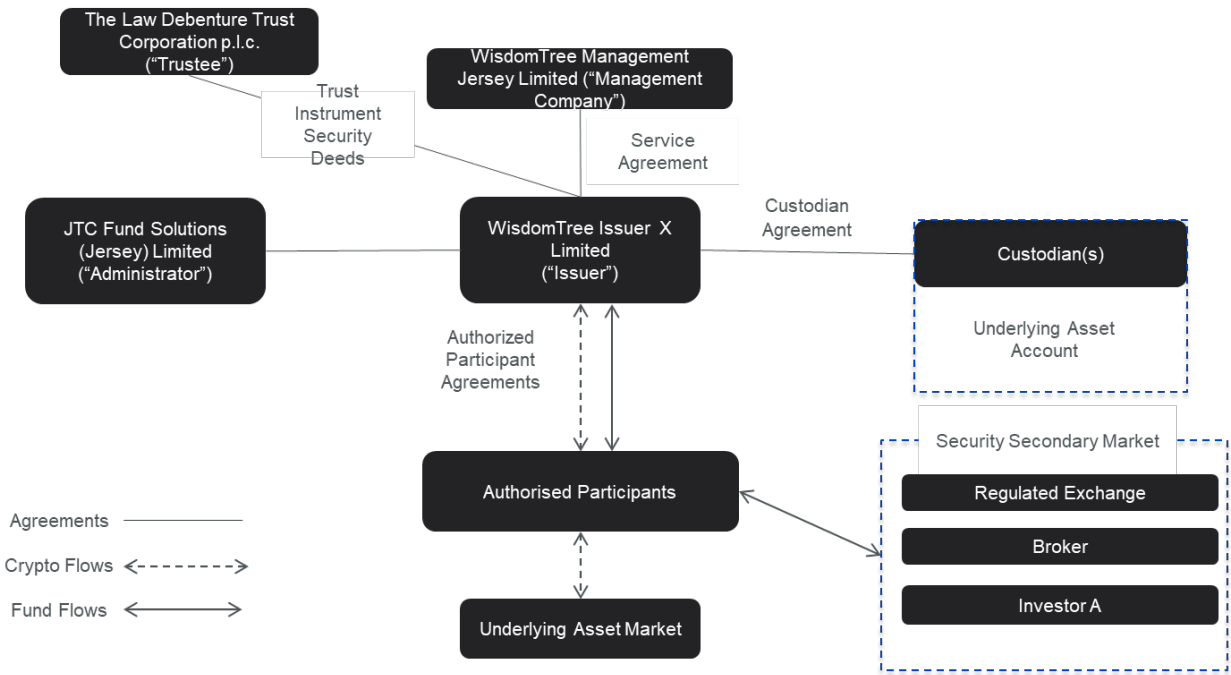 The Law Debenture Trust
Corporation p.l.c.
(“Trustee”)
WisdomTree Management
Jersey Limited (“Management
Company”)
Trust
Instrument
Security
Deeds
Service
Agreement
JTC Fund Solutions
(Jersey) Limited
(“Administrator”)
WisdomTree Issuer X
Limited
(“Issuer”)
Custodian
Agreement
Custodian(s)
Underlying Asset
Account
Authorized
Participant
Agreements
Security Secondary Market
Regulated Exchange
Broker
Investor A
Authorised Participants
Underlying Asset Market
Agreements
Crypto Flows
Fund Flows